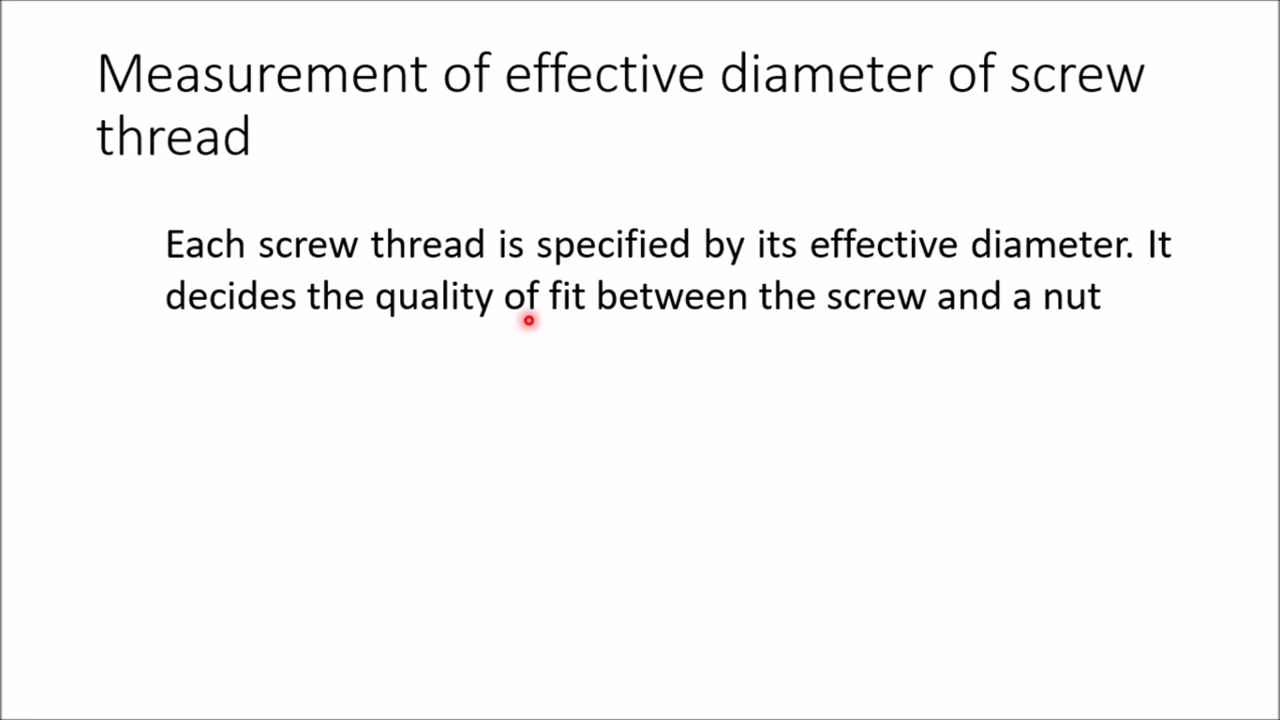 Measurement of effective diameter of screw
thread
Each screw thread is specified by its effective diameter. It
decides the quality of fit between the screw and a nut